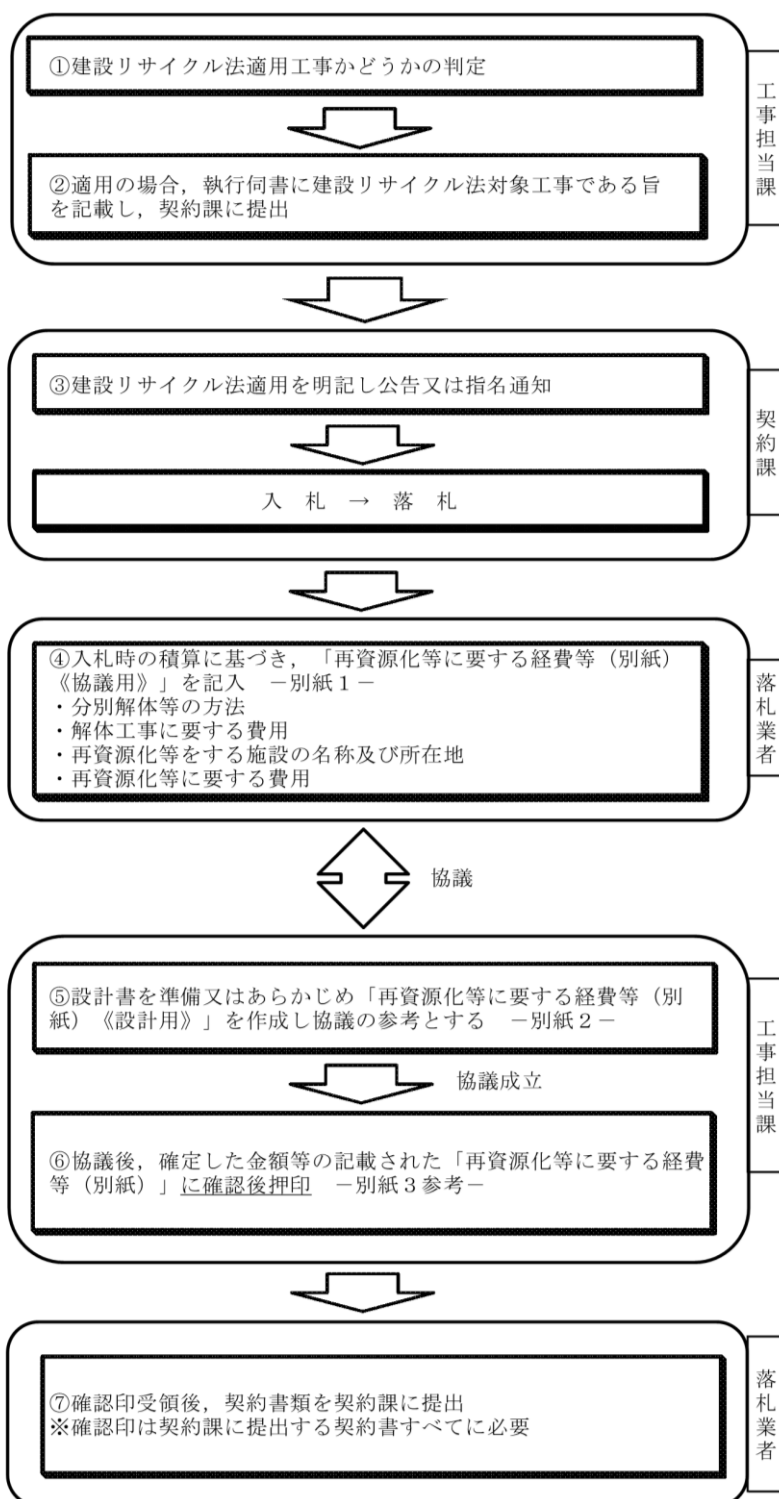 ①建設リサイクル法適用工事かどうかの判定
工事担当課
②適用の場合，執行伺書に建設リサイクル法対象工事である旨
を記載し，契約課に提出
③建設リサイクル法適用を明記し公告又は指名通知
契約課
入　札　→　落　札
④入札時の積算に基づき，「再資源化等に要する経費等（別紙）
《協議用》」を記入　－別紙１－
・分別解体等の方法
・解体工事に要する費用
・再資源化等をする施設の名称及び所在地
・再資源化等に要する費用
落札業者
協議
⑤設計書を準備又はあらかじめ「再資源化等に要する経費等（別
紙）《設計用》」を作成し協議の参考とする　－別紙２－
工事担当課
協議成立
⑥協議後，確定した金額等の記載された「再資源化等に要する経費
等（別紙）」に確認後押印　－別紙３参考－
⑦確認印受領後，契約書類を契約課に提出
※確認印は契約課に提出する契約書すべてに必要
落札業者